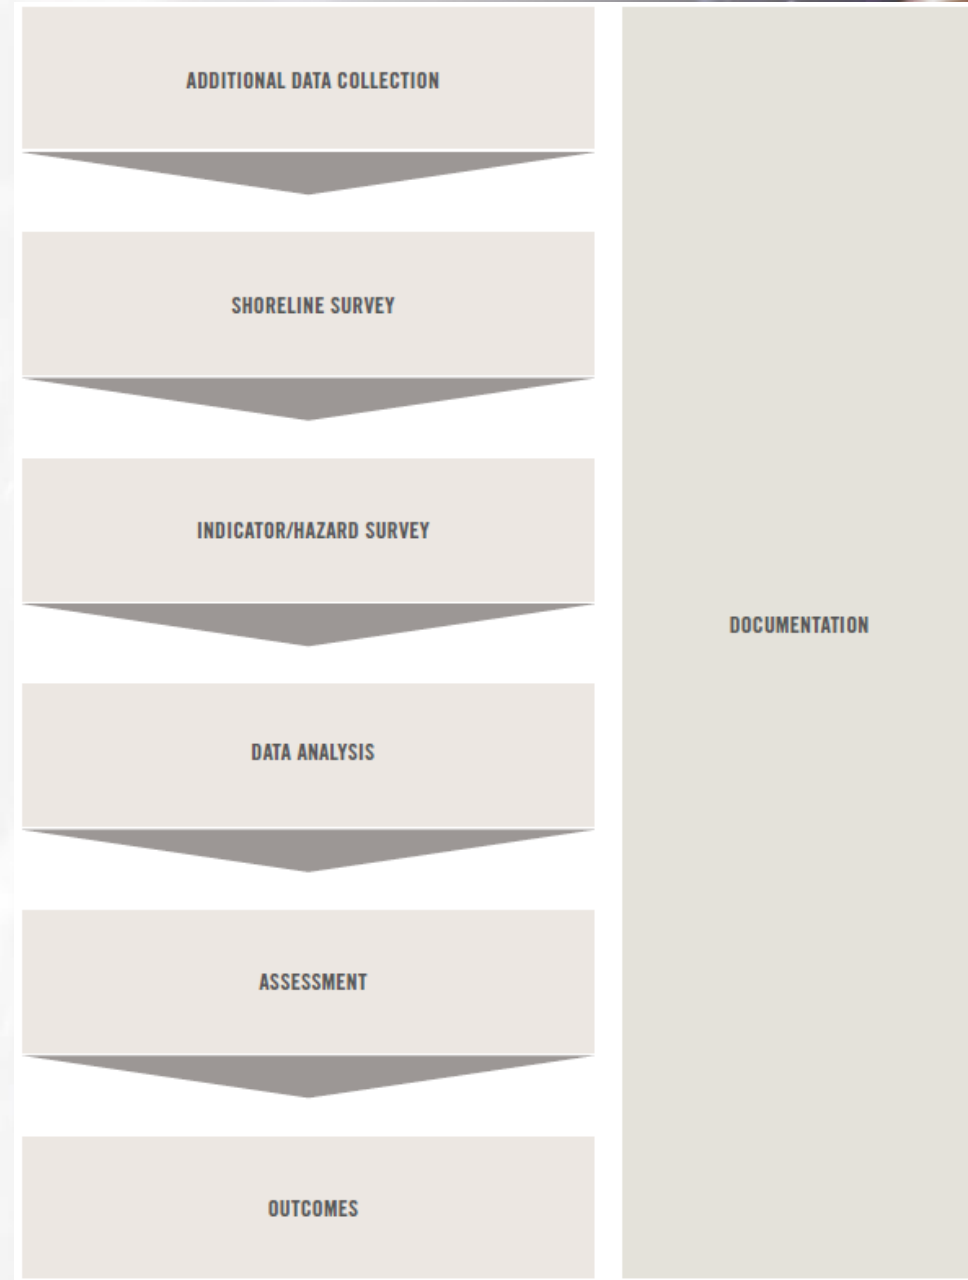 ADDITIONAL DATA COLLECTION
SHORELINE SURVEY
INDICATOR/HAZARD SURVEY
DATA ANALYSIS
ASSESSMENT
OUTCOMES
DOCUMENTATION